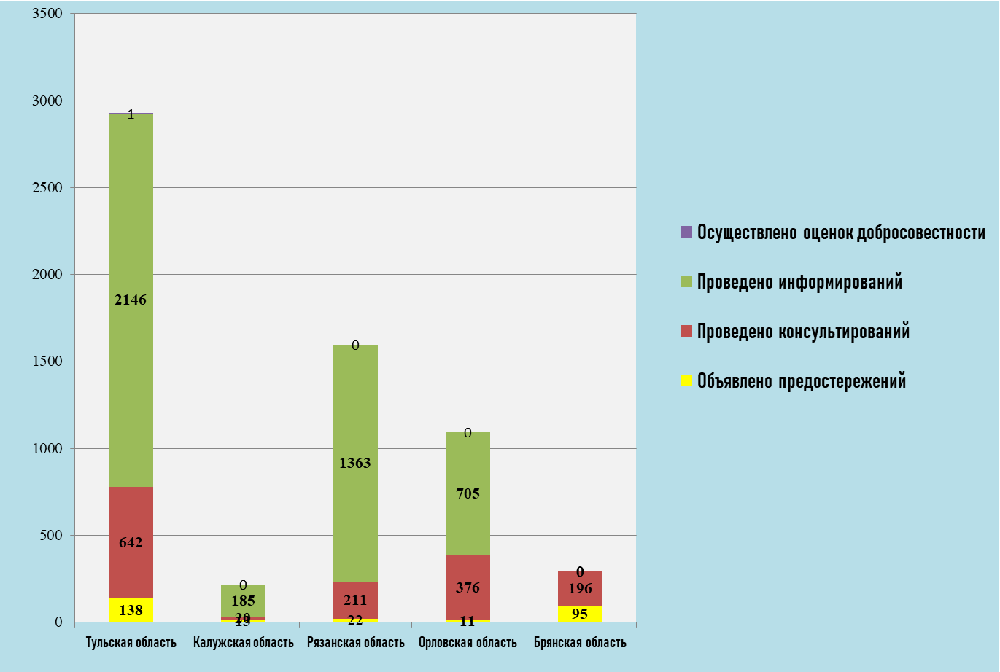 3500
3000
2500
2000
1500
1000
500
0
1
2146
642
138
0
185
0
1363
211
22
0
705
376
11
0
196
95
Тульская область
Калужская область
Рязанская область
Орловская область
Брянская область
Осуществлено оценок добросовестности
Проведено информирований
Проведено консультирований
Объявлено предостережений